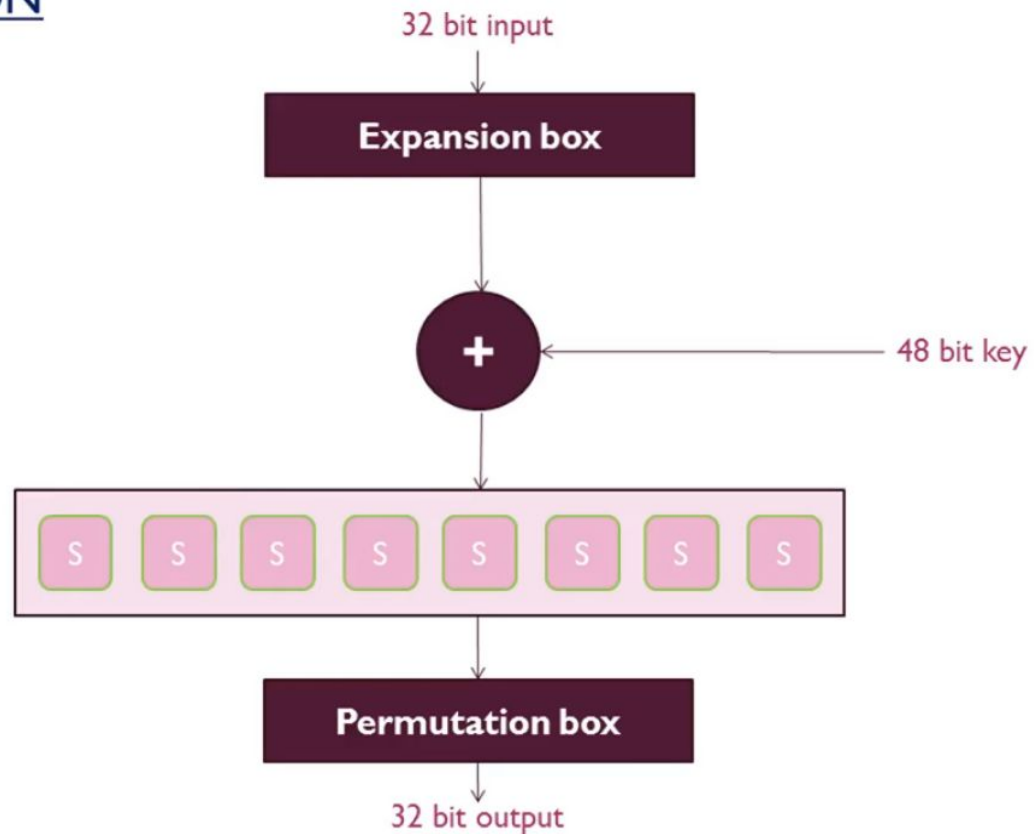 32 bit input
Expansion box
+
48 bit key
S S S S S S S S
Permutation box
32 bit output